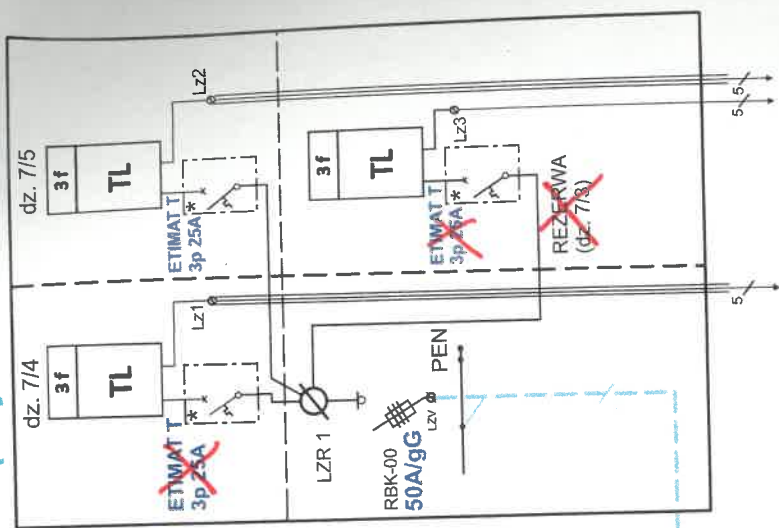 dz. 7/4
3f
TL
ETIMAT T
3p 25A
*
Lz1
dz. 7/5
3f
TL
ETIMAT T
3p 25A
*
Lz2
3f
TL
ETIMAT T
3p 25A
*
Lz3
REZERWA
(dz. 7/3)
LZR 1
RBK-00
50A/gG
LZV
PEN
5
5
5